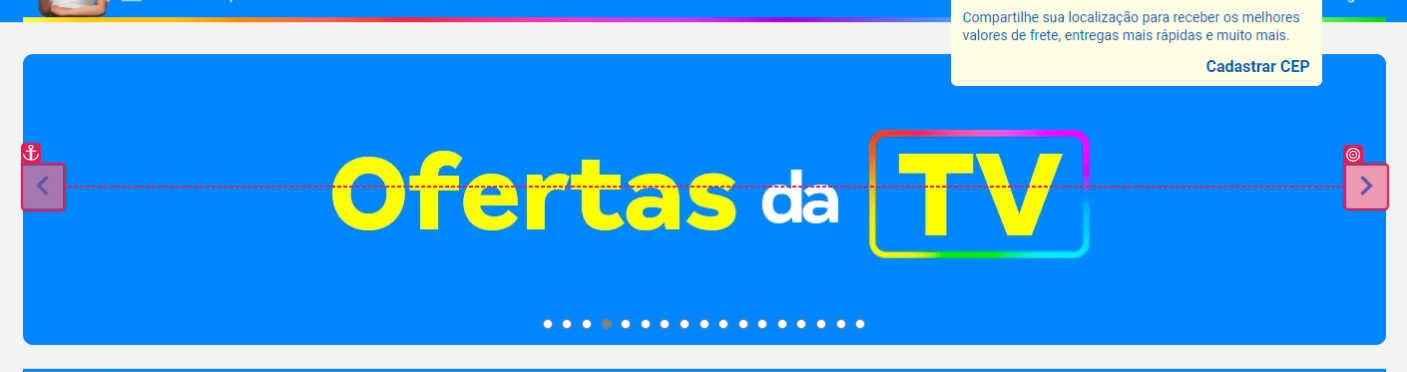 Compartilhe sua localização para receber os melhores
valores de frete, entregas mais rápidas e muito mais.
Cadastrar CEP
Ofertas da TV